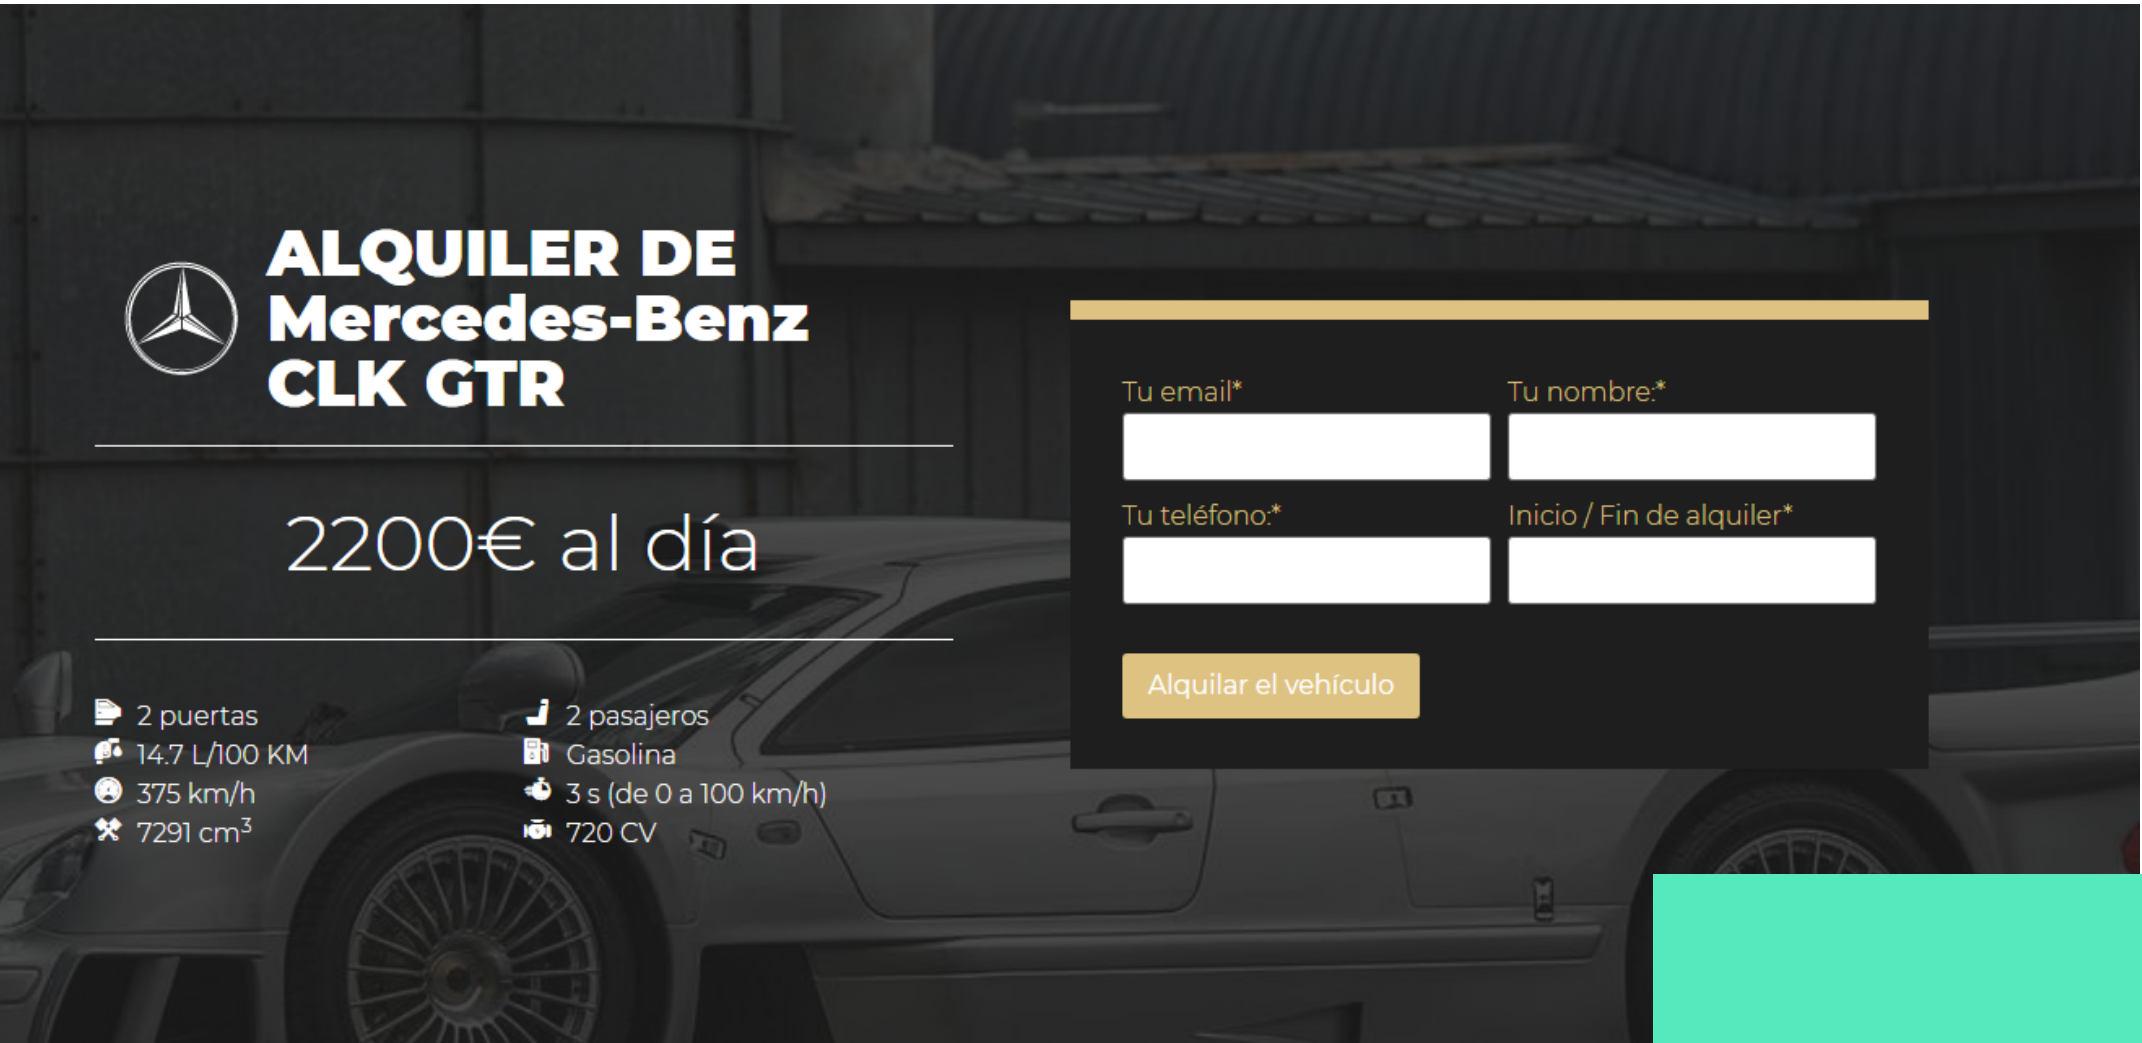 ALQUILER DE
Mercedes-Benz
CLK GTR
2200€ al día
2 puertas
14.7 L/100 KM
375 km/h
7291 cm³
2 pasajeros
Gasolina
3 s (de 0 a 100 km/h)
720 CV
Tu email*
Tu nombre:*
Tu teléfono:*
Inicio / Fin de alquiler*
Alquilar el vehículo